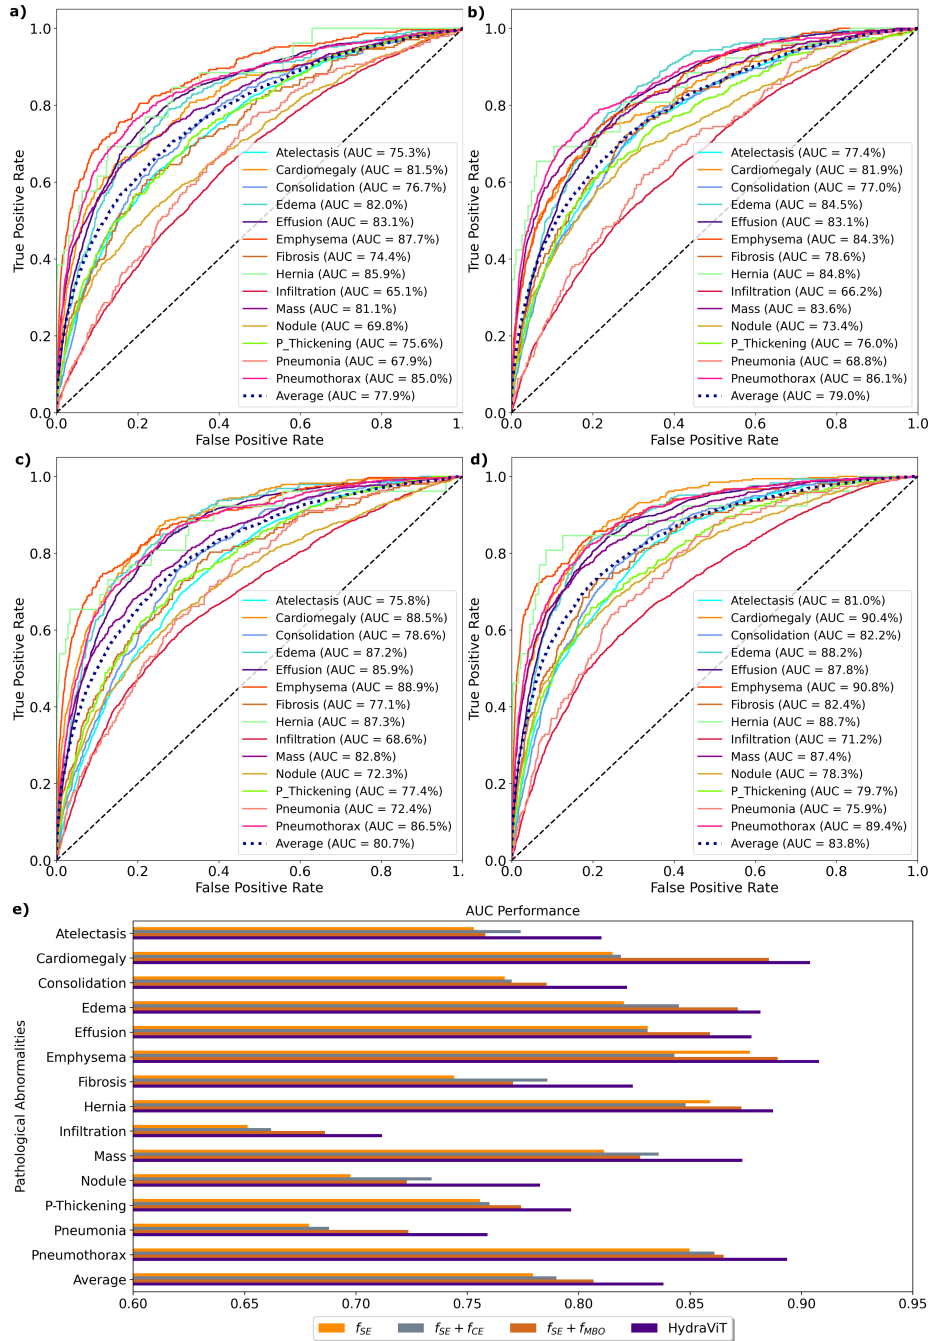 a)
True Positive Rate
1.0
0.8
0.6
0.4
0.2
0.0
Atelectasis (AUC = 75.3%)
Cardiomegaly (AUC = 81.5%)
Consolidation (AUC = 76.7%)
Edema (AUC = 82.0%)
Effusion (AUC = 83.1%)
Emphysema (AUC = 87.7%)
Fibrosis (AUC = 74.4%)
Hernia (AUC = 85.9%)
Infiltration (AUC = 65.1%)
Mass (AUC = 81.1%)
Nodule (AUC = 69.8%)
P_Thickening (AUC = 75.6%)
Pneumonia (AUC = 67.9%)
Pneumothorax (AUC = 85.0%)
Average (AUC = 77.9%)
0.0 0.2 0.4 0.6 0.8 1.
False Positive Rate
b)
True Positive Rate
1.0
0.8
0.6
0.4
0.2
0.0
Atelectasis (AUC = 77.4%)
Cardiomegaly (AUC = 81.9%)
Consolidation (AUC = 77.0%)
Edema (AUC = 84.5%)
Effusion (AUC = 83.1%)
Emphysema (AUC = 84.3%)
Fibrosis (AUC = 78.6%)
Hernia (AUC = 84.8%)
Infiltration (AUC = 66.2%)
Mass (AUC = 83.6%)
Nodule (AUC = 73.4%)
P_Thickening (AUC = 76.0%)
Pneumonia (AUC = 68.8%)
Pneumothorax (AUC = 86.1%)
Average (AUC = 79.0%)
0.0 0.2 0.4 0.6 0.8 1.0
False Positive Rate
c)
True Positive Rate
1.0
0.8
0.6
0.4
0.2
0.0
Atelectasis (AUC = 75.8%)
Cardiomegaly (AUC = 88.5%)
Consolidation (AUC = 78.6%)
Edema (AUC = 87.2%)
Effusion (AUC = 85.9%)
Emphysema (AUC = 88.9%)
Fibrosis (AUC = 77.1%)
Hernia (AUC = 87.3%)
Infiltration (AUC = 68.6%)
Mass (AUC = 82.8%)
Nodule (AUC = 72.3%)
P_Thickening (AUC = 77.4%)
Pneumonia (AUC = 72.4%)
Pneumothorax (AUC = 86.5%)
Average (AUC = 80.7%)
0.0 0.2 0.4 0.6 0.8 1.
False Positive Rate
d)
True Positive Rate
1.0
0.8
0.6
0.4
0.2
0.0
Atelectasis (AUC = 81.0%)
Cardiomegaly (AUC = 90.4%)
Consolidation (AUC = 82.2%)
Edema (AUC = 88.2%)
Effusion (AUC = 87.8%)
Emphysema (AUC = 90.8%)
Fibrosis (AUC = 82.4%)
Hernia (AUC = 88.7%)
Infiltration (AUC = 71.2%)
Mass (AUC = 87.4%)
Nodule (AUC = 78.3%)
P_Thickening (AUC = 79.7%)
Pneumonia (AUC = 75.9%)
Pneumothorax (AUC = 89.4%)
Average (AUC = 83.8%)
0.0 0.2 0.4 0.6 0.8 1.0
False Positive Rate
e)
AUC Performance
Pathological Abnormalities
Atelectasis
Cardiomegaly
Consolidation
Edema
Effusion
Emphysema
Fibrosis
Hernia
Infiltration
Mass
Nodule
P-Thickening
Pneumonia
Pneumothorax
Average
0.60 0.65 0.70 0.75 0.80 0.85 0.90 0.95
f_SE f_SE + f_CE f_SE + f_MBO HydraViT